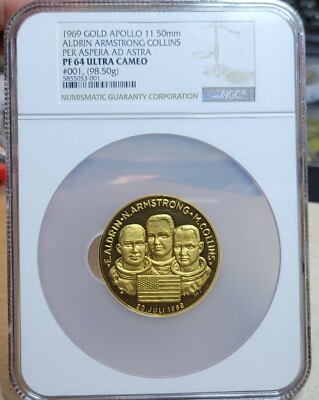 1969 GOLD APOLLO 11 50mm
ALDRIN ARMSTRONG COLLINS
PER ASPERA AD ASTRA
PF 64 ULTRA CAMEO
#001, (98.50g)
5855053-001
NUMISMATIC GUARANTY CORPORATION
NGC
E.ALDRIN·N.ARMSTRONG·M.COLLINS
20 JULI 1969